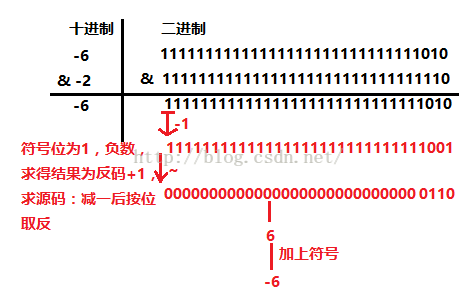 十进制 二进制
-6 11111111111111111111111111111010
& -2 & 11111111111111111111111111111110
-6 11111111111111111111111111111010
-1
符号位为1,负数, 11111111111111111111111111111001
http://blog.csdn.net/
求得结果为反码+1, ~
求源码:减一后按位 0000000000000000000000000000 0110
取反
6
加上符号
-6